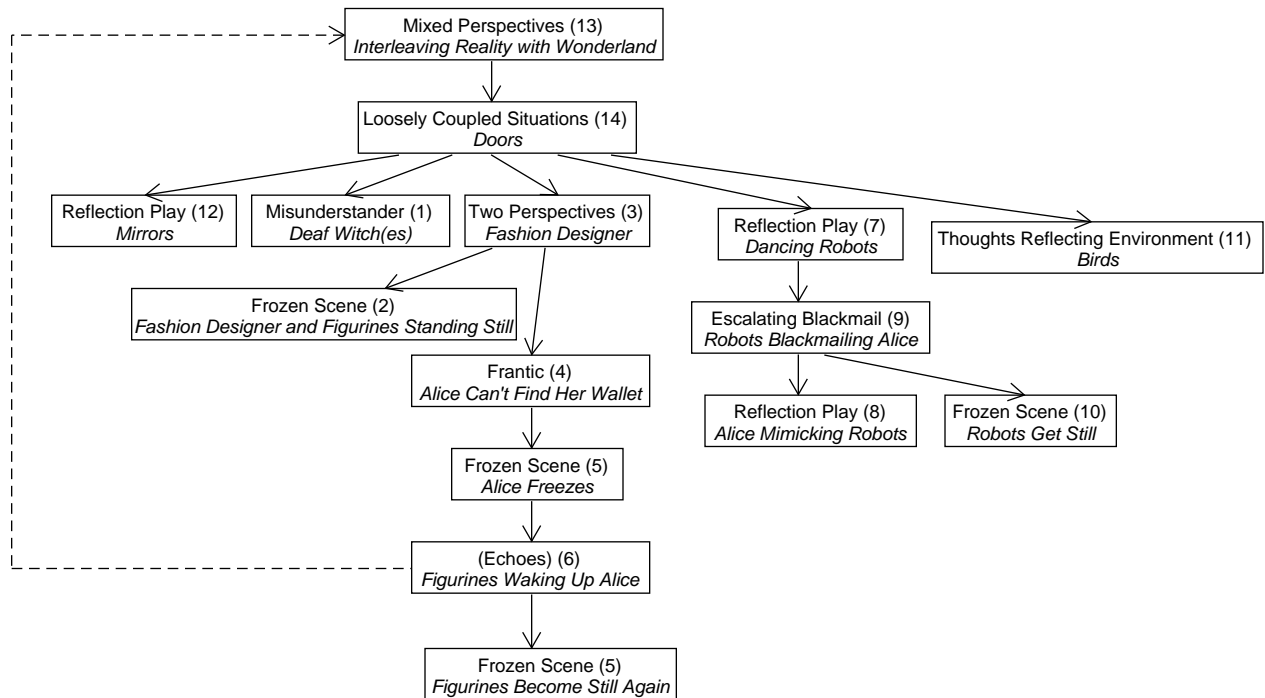 Mixed Perspectives (13)
Interleaving Reality with Wonderland
Loosely Coupled Situations (14)
Doors
Reflection Play (12)
Mirrors
Misunderstander (1)
Deaf Witch(es)
Two Perspectives (3)
Fashion Designer
Reflection Play (7)
Dancing Robots
Thoughts Reflecting Environment (11)
Birds
Frozen Scene (2)
Fashion Designer and Figurines Standing Still
Escalating Blackmail (9)
Robots Blackmailing Alice
Frantic (4)
Alice Can't Find Her Wallet
Reflection Play (8)
Alice Mimicking Robots
Frozen Scene (10)
Robots Get Still
Frozen Scene (5)
Alice Freezes
(Echoes) (6)
Figurines Waking Up Alice
Frozen Scene (5)
Figurines Become Still Again